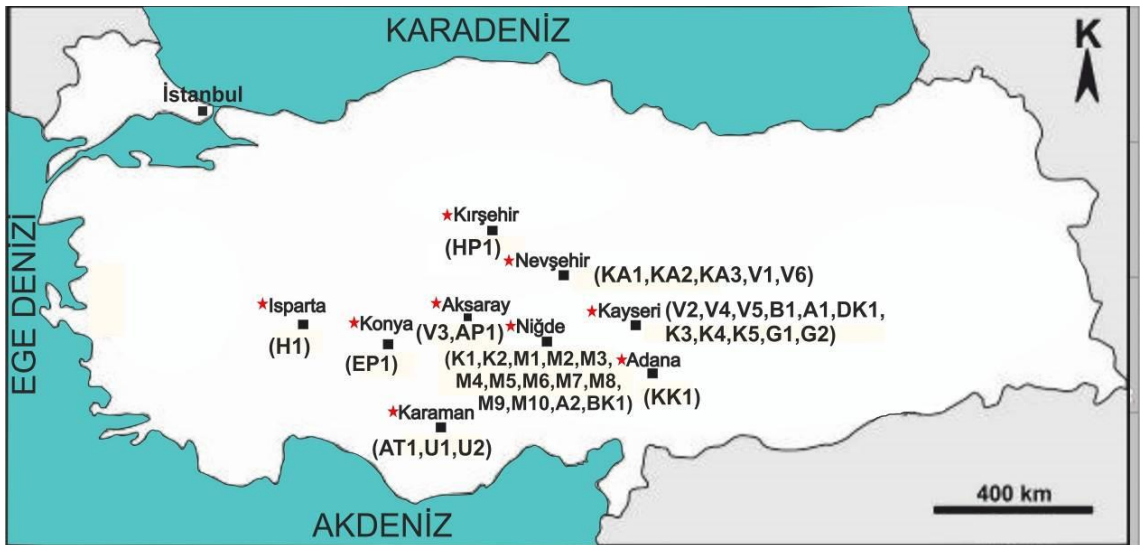 KARADENİZ
K
İstanbul
EGE DENİZİ
Kırşehir
(HP1)
Nevşehir
(KA1,KA2,KA3,V1,V6)
Isparta
(H1)
Konya
(EP1)
Aksaray
(V3,AP1)
Niğde
(K1,K2,M1,M2,M3,
M4,M5,M6,M7,M8,
M9,M10,A2,BK1)
Kayseri (V2,V4,V5,B1,A1,DK1,
K3,K4,K5,G1,G2)
Adana
(KK1)
Karaman
(AT1,U1,U2)
AKDENİZ
400 km